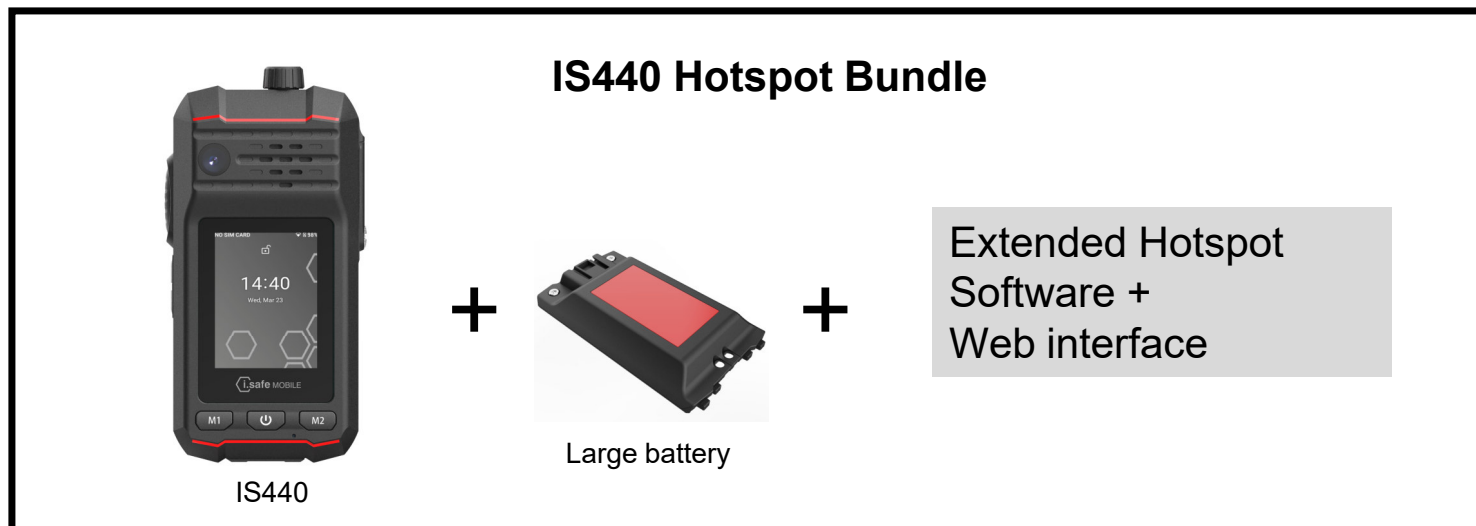 IS440 Hotspot Bundle
NO SIM CARD 98%
14:40
Wed, Mar 23
i.safe MOBILE
M1 M2
IS440
+
Large battery
+
Extended Hotspot
Software +
Web interface